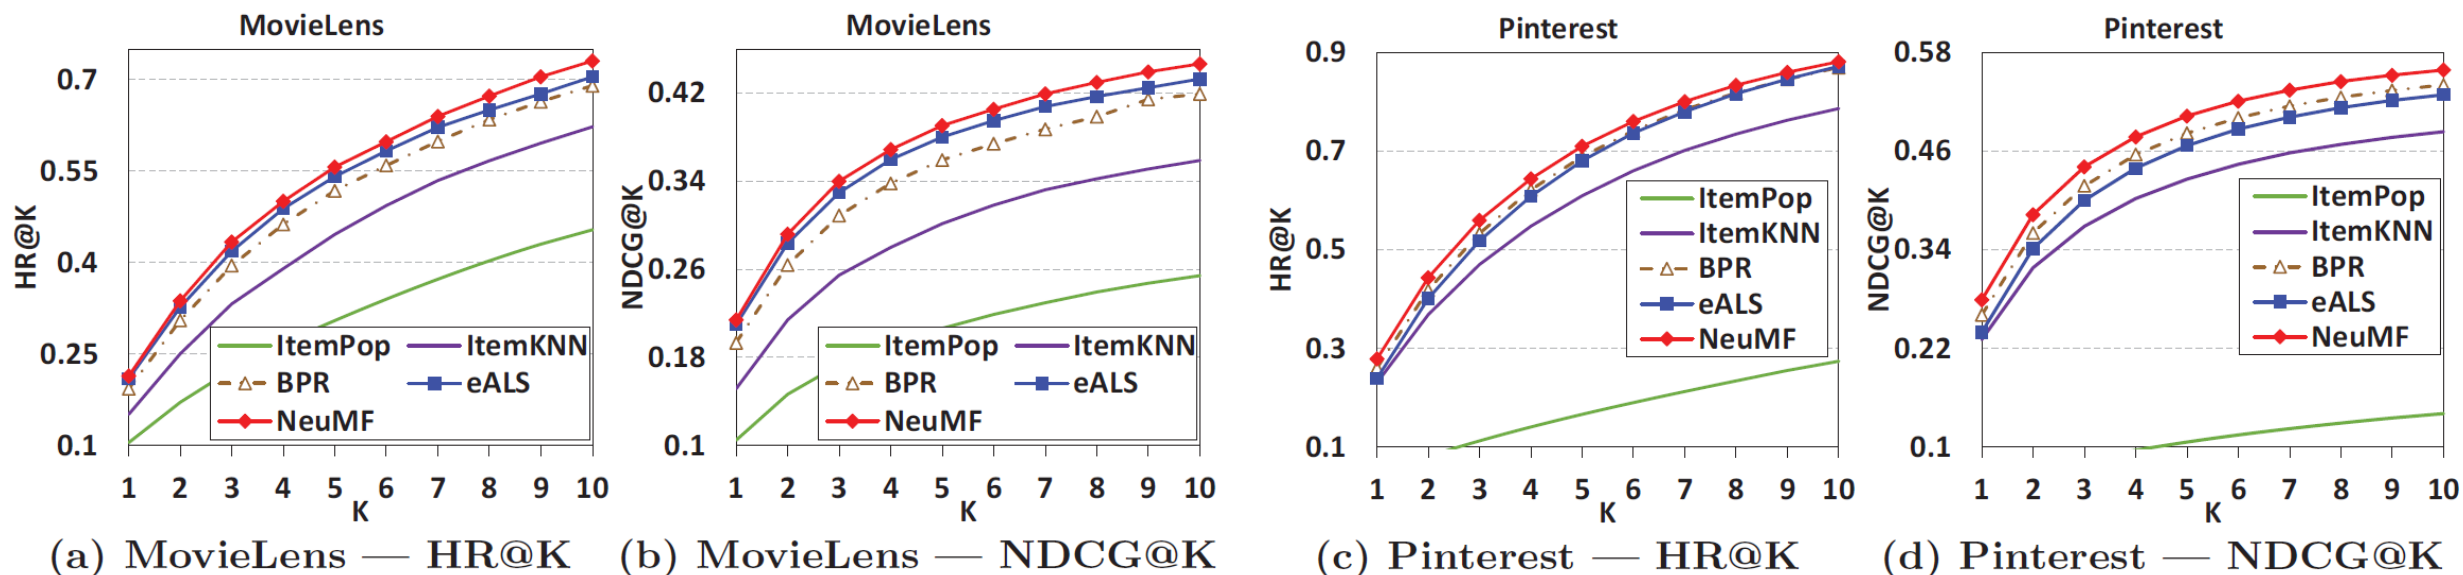 MovieLens
HR@K
0.7
0.55
0.4
0.25
0.1
ItemPop
ItemKNN
BPR
eALS
NeuMF
1 2 3 4 5 6 7 8 9 10
K
(a) MovieLens — HR@K
MovieLens
NDCG@K
0.42
0.34
0.26
0.18
0.1
ItemPop
ItemKNN
BPR
eALS
NeuMF
1 2 3 4 5 6 7 8 9 10
K
(b) MovieLens — NDCG@K
Pinterest
HR@K
0.9
0.7
0.5
0.3
0.1
ItemPop
ItemKNN
BPR
eALS
NeuMF
1 2 3 4 5 6 7 8 9 10
K
(c) Pinterest — HR@K
Pinterest
NDCG@K
0.58
0.46
0.34
0.22
0.1
ItemPop
ItemKNN
BPR
eALS
NeuMF
1 2 3 4 5 6 7 8 9 10
K
(d) Pinterest — NDCG@K